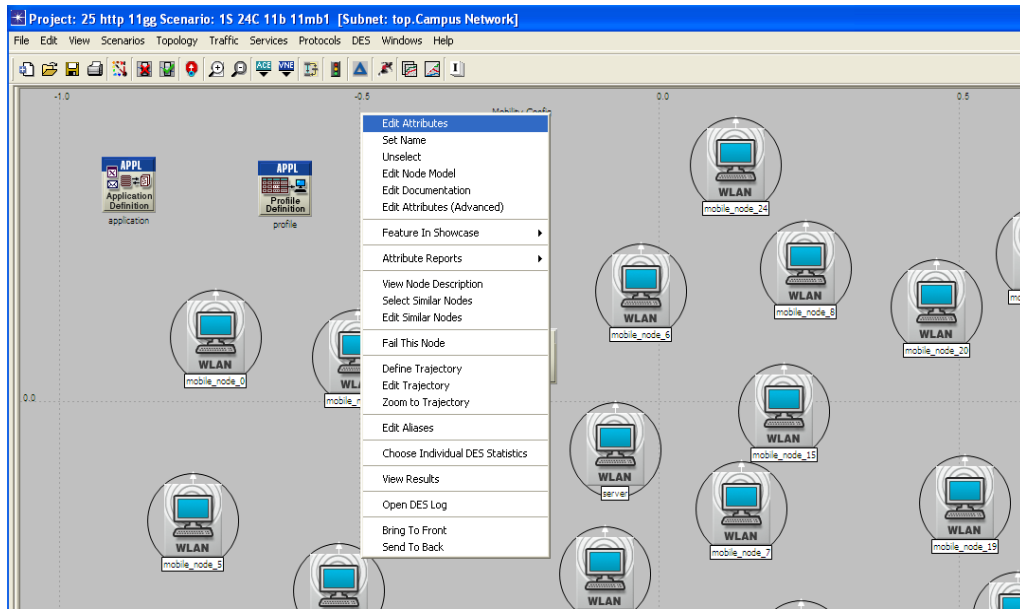 Project: 25 http 11gg Scenario: 1S 24C 11b 11mb1 [Subnet: top.Campus Network]
File Edit View Scenarios Topology Traffic Services Protocols DES Windows Help
ACE VNE
-1.0 -0.5 0.0 0.5
Edit Attributes
Set Name
Unselect
Edit Node Model
Edit Documentation
Edit Attributes (Advanced)
Feature In Showcase
Attribute Reports
View Node Description
Select Similar Nodes
Edit Similar Nodes
Fail This Node
Define Trajectory
Edit Trajectory
Zoom to Trajectory
Edit Aliases
Choose Individual DES Statistics
View Results
Open DES Log
Bring To Front
Send To Back
APPL
Application
Definition
application
APPL
Profile
Definition
profile
WLAN
mobile_node_24
WLAN
mobile_node_8
WLAN
mobile_node_6
WLAN
mobile_node_20
WLAN
mobile_node_0
0.0
WLAN
mobile_node_15
WLAN
server
WLAN
mobile_node_7
WLAN
mobile_node_19
WLAN
mobile_node_5
WLAN